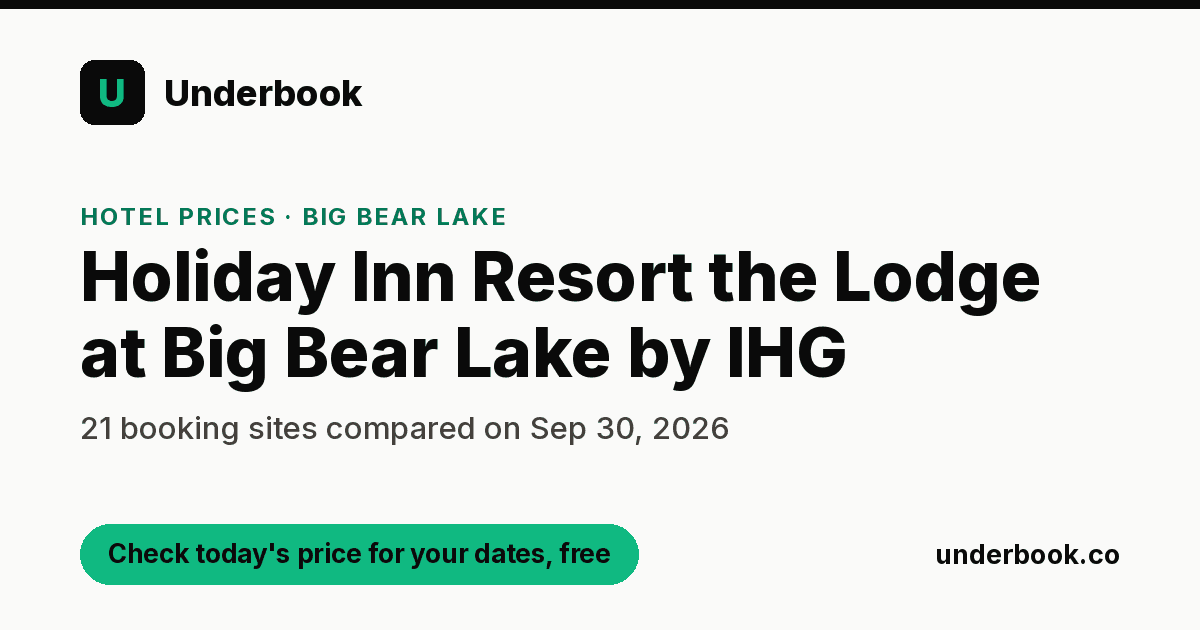 U
Underbook
HOTEL PRICES · BIG BEAR LAKE
Holiday Inn Resort the Lodge
at Big Bear Lake by IHG
21 booking sites compared on Sep 30, 2026
Check today's price for your dates, free
underbook.co